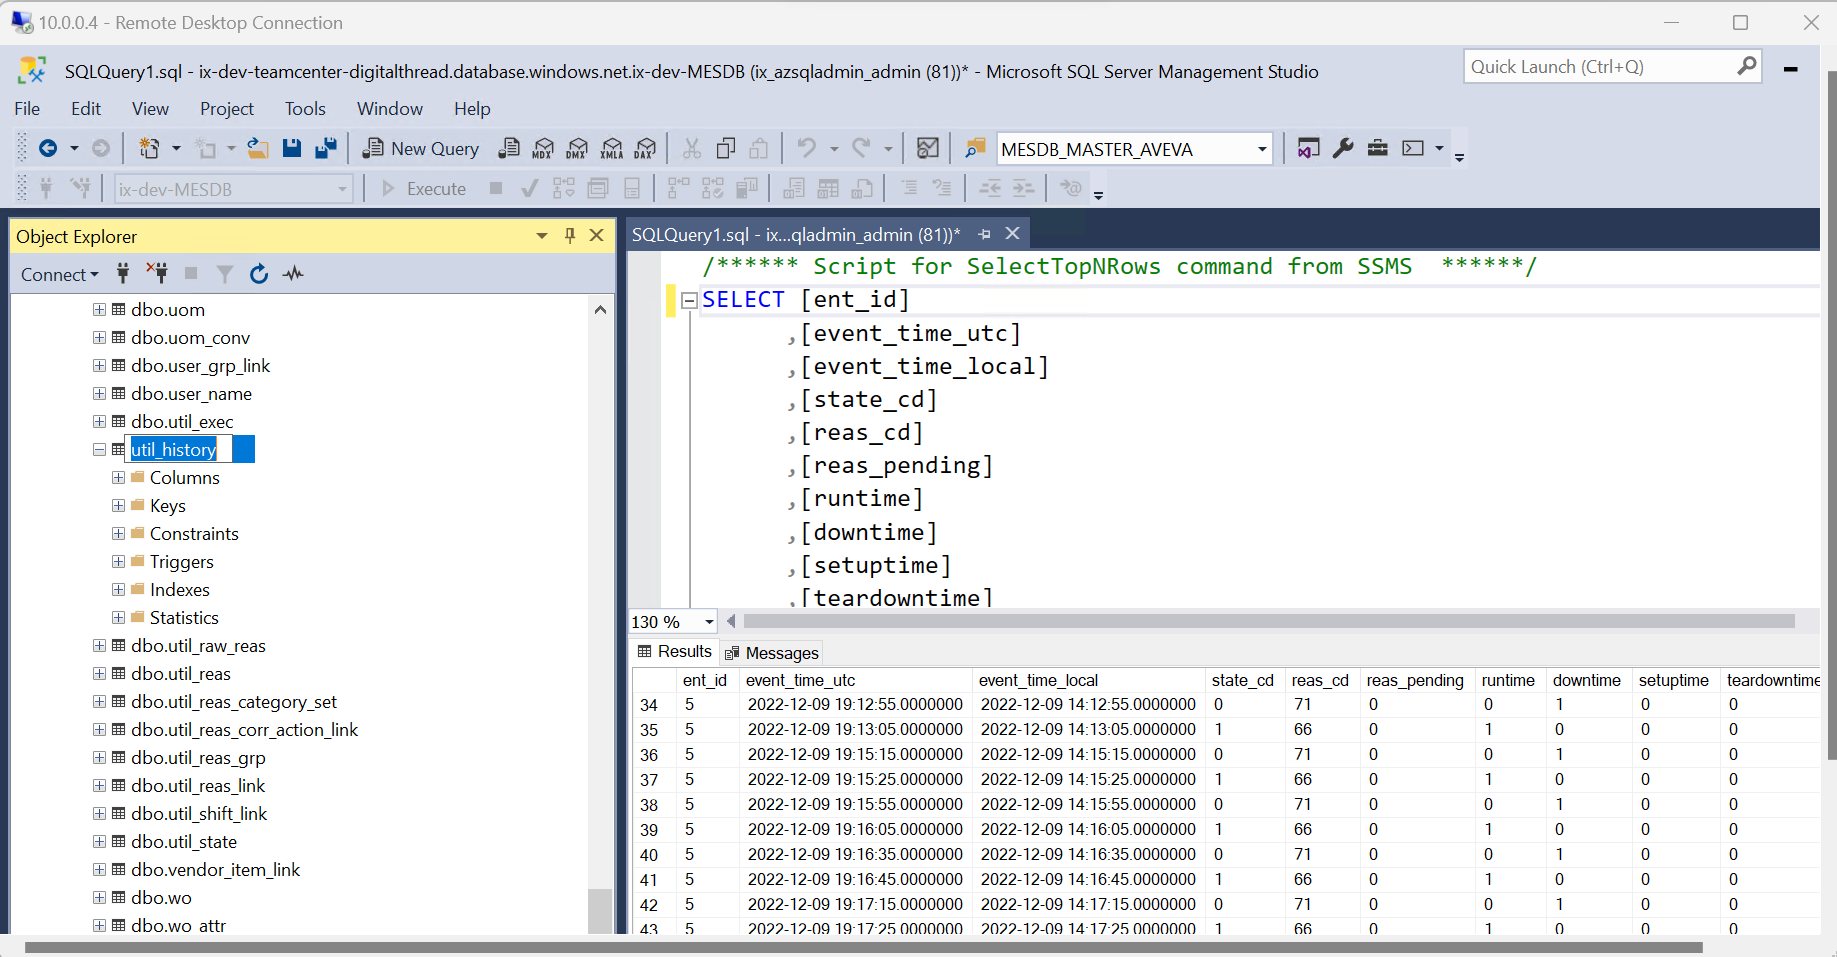 10.0.0.4 - Remote Desktop Connection
SQLQuery1.sql - ix-dev-teamcenter-digitalthread.database.windows.net.ix-dev-MESDB (ix_azsqladmin_admin (81))* - Microsoft SQL Server Management Studio
Quick Launch (Ctrl+Q)
File Edit View Project Tools Window Help
New Query MDX DMX XMLA DAX MESDB_MASTER_AVEVA
ix-dev-MESDB Execute
Object Explorer
Connect
dbo.uom
dbo.uom_conv
dbo.user_grp_link
dbo.user_name
dbo.util_exec
util_history
Columns
Keys
Constraints
Triggers
Indexes
Statistics
dbo.util_raw_reas
dbo.util_reas
dbo.util_reas_category_set
dbo.util_reas_corr_action_link
dbo.util_reas_grp
dbo.util_reas_link
dbo.util_shift_link
dbo.util_state
dbo.vendor_item_link
dbo.wo
dbo.wo_attr
SQLQuery1.sql - ix...qladmin_admin (81))*
/****** Script for SelectTopNRows command from SSMS ******/
SELECT [ent_id]
,[event_time_utc]
,[event_time_local]
,[state_cd]
,[reas_cd]
,[reas_pending]
,[runtime]
,[downtime]
,[setuptime]
,[teardowntime]
130 %
Results Messages
ent_id event_time_utc event_time_local state_cd reas_cd reas_pending runtime downtime setuptime teardowntime
34 5 2022-12-09 19:12:55.0000000 2022-12-09 14:12:55.0000000 0 71 0 0 1 0 0
35 5 2022-12-09 19:13:05.0000000 2022-12-09 14:13:05.0000000 1 66 0 1 0 0 0
36 5 2022-12-09 19:15:15.0000000 2022-12-09 14:15:15.0000000 0 71 0 0 1 0 0
37 5 2022-12-09 19:15:25.0000000 2022-12-09 14:15:25.0000000 1 66 0 1 0 0 0
38 5 2022-12-09 19:15:55.0000000 2022-12-09 14:15:55.0000000 0 71 0 0 1 0 0
39 5 2022-12-09 19:16:05.0000000 2022-12-09 14:16:05.0000000 1 66 0 1 0 0 0
40 5 2022-12-09 19:16:35.0000000 2022-12-09 14:16:35.0000000 0 71 0 0 1 0 0
41 5 2022-12-09 19:16:45.0000000 2022-12-09 14:16:45.0000000 1 66 0 1 0 0 0
42 5 2022-12-09 19:17:15.0000000 2022-12-09 14:17:15.0000000 0 71 0 0 1 0 0
43 5 2022-12-09 19:17:25.0000000 2022-12-09 14:17:25.0000000 1 66 0 1 0 0 0